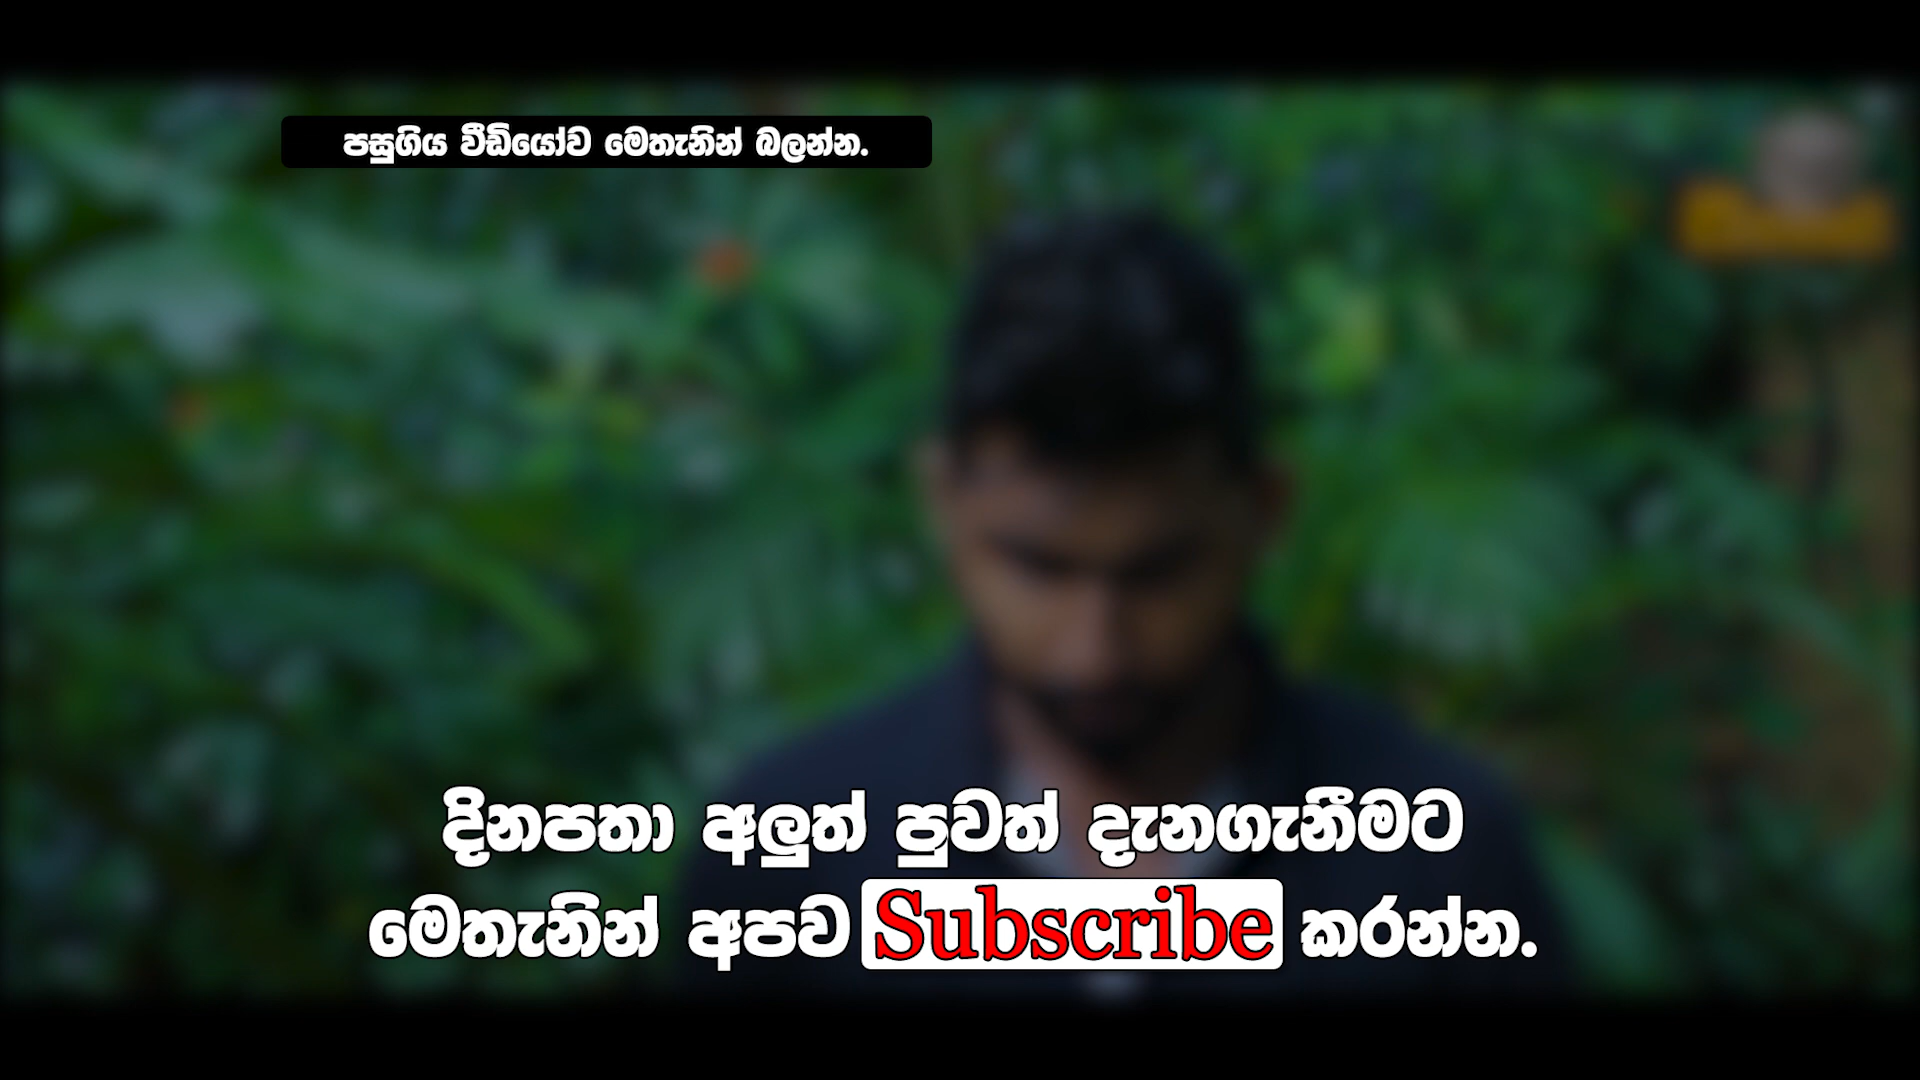 පසුගිය වීඩියෝව මෙතැනින් බලන්න.
දිනපතා අලුත් පුවත් දැනගැනීමට
මෙතැනින් අපව Subscribe කරන්න.